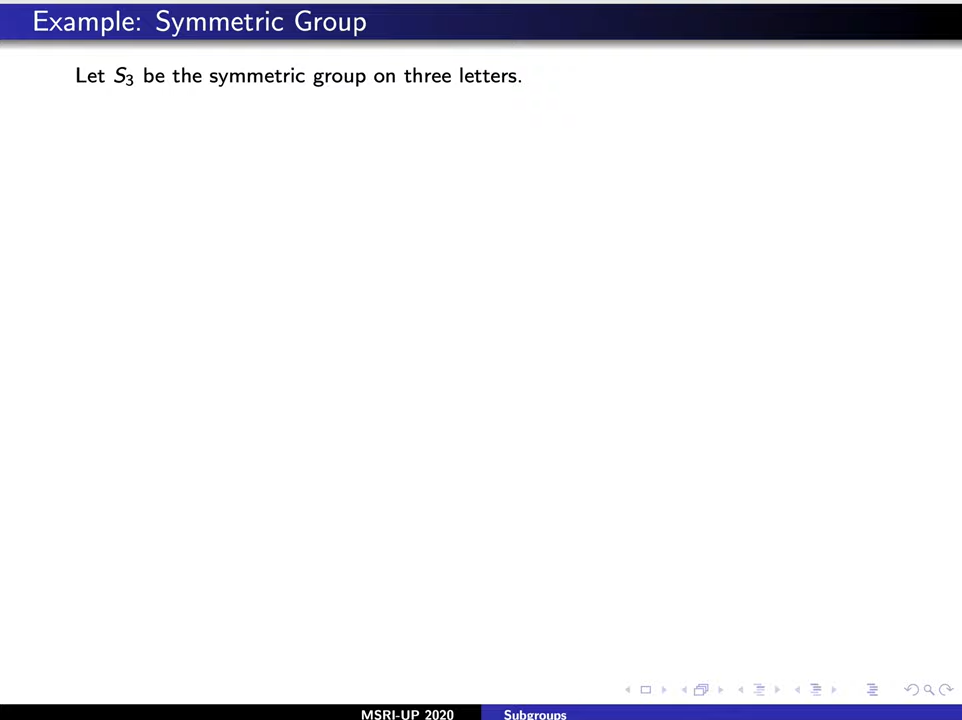 Example: Symmetric Group
Let S₃ be the symmetric group on three letters.
MSRI-UP 2020 Subgroups